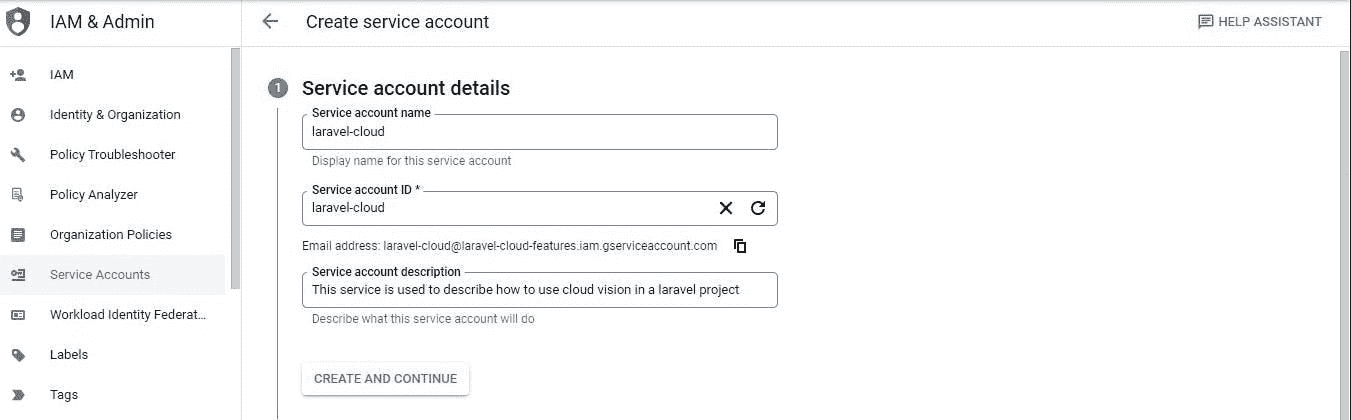 IAM & Admin
Create service account
HELP ASSISTANT
IAM
Identity & Organization
Policy Troubleshooter
Policy Analyzer
Organization Policies
Service Accounts
Workload Identity Federat...
Labels
Tags
1 Service account details
Service account name
laravel-cloud
Display name for this service account
Service account ID *
laravel-cloud
Email address: laravel-cloud@laravel-cloud-features.iam.gserviceaccount.com
Service account description
This service is used to describe how to use cloud vision in a laravel project
Describe what this service account will do
CREATE AND CONTINUE